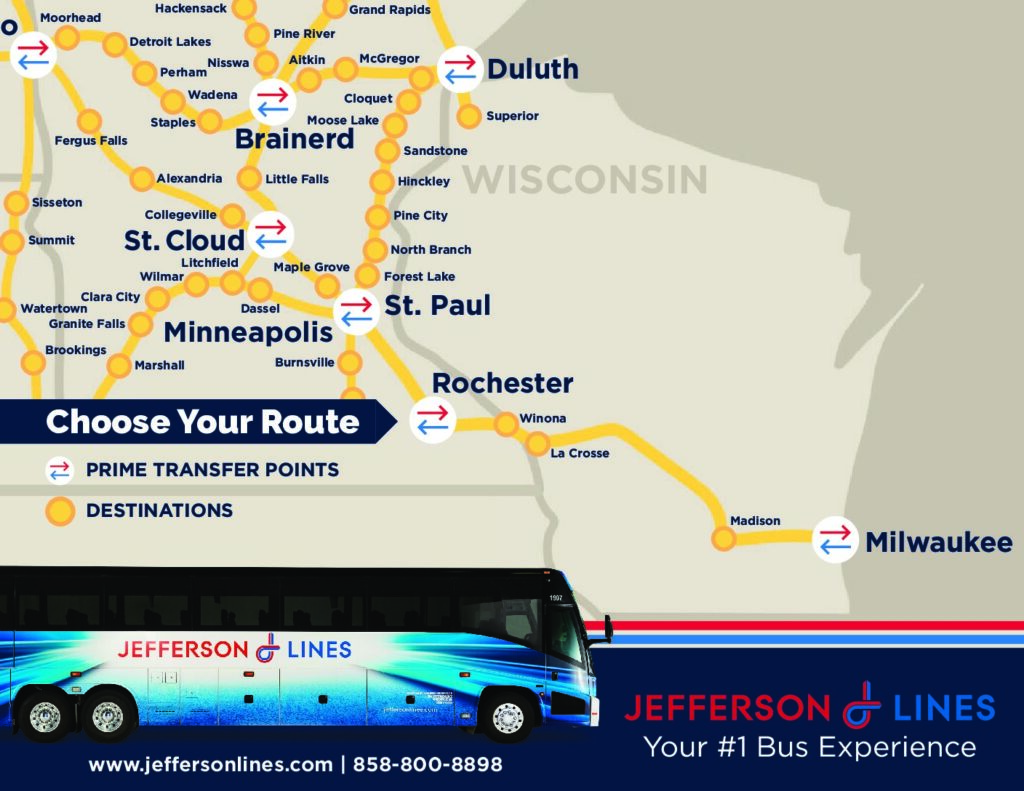 Hackensack
Grand Rapids
Moorhead
o
Pine River
Detroit Lakes
Nisswa
Aitkin
McGregor
Duluth
Perham
Wadena
Cloquet
Staples
Moose Lake
Superior
Brainerd
Fergus Falls
Sandstone
WISCONSIN
Alexandria
Little Falls
Hinckley
Sisseton
Collegeville
Pine City
Summit
St. Cloud
North Branch
Litchfield
Maple Grove
Wilmar
Forest Lake
Clara City
Watertown
Dassel
St. Paul
Granite Falls
Minneapolis
Brookings
Marshall
Burnsville
Rochester
Choose Your Route
Winona
La Crosse
PRIME TRANSFER POINTS
DESTINATIONS
Madison
Milwaukee
1907
JEFFERSON LINES
jeffersonlines.com
JEFFERSON LINES
Your #1 Bus Experience
www.jeffersonlines.com | 858-800-8898